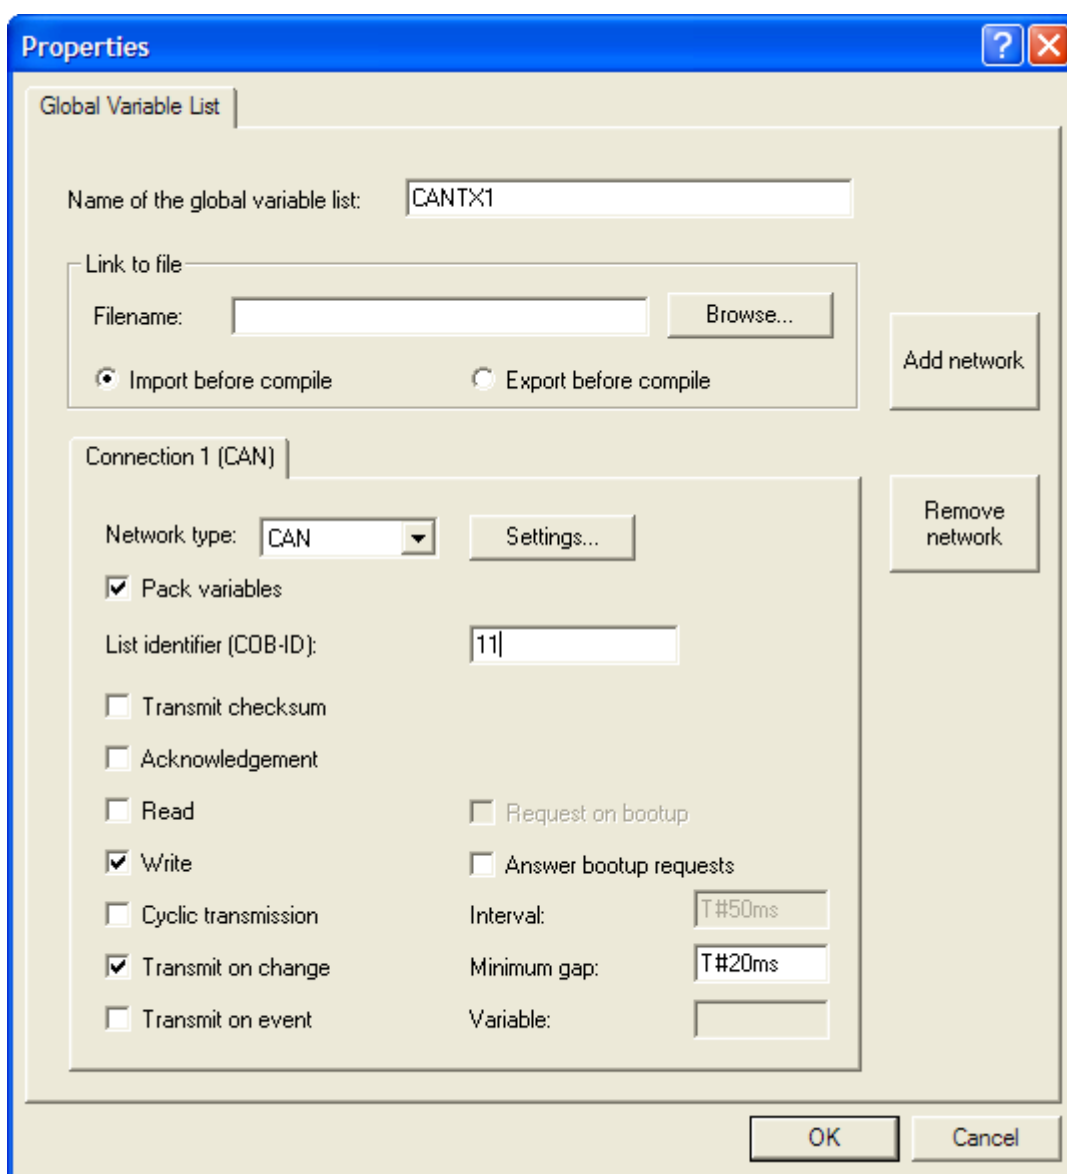 Properties
Global Variable List
Name of the global variable list: CANTX1
Link to file
Filename: Browse...
Import before compile Export before compile
Add network
Connection 1 (CAN)
Network type: CAN Settings...
Remove
network
Pack variables
List identifier (COB-ID): 11
Transmit checksum
Acknowledgement
Read Request on bootup
Write Answer bootup requests
Cyclic transmission Interval: T#50ms
Transmit on change Minimum gap: T#20ms
Transmit on event Variable:
OK Cancel